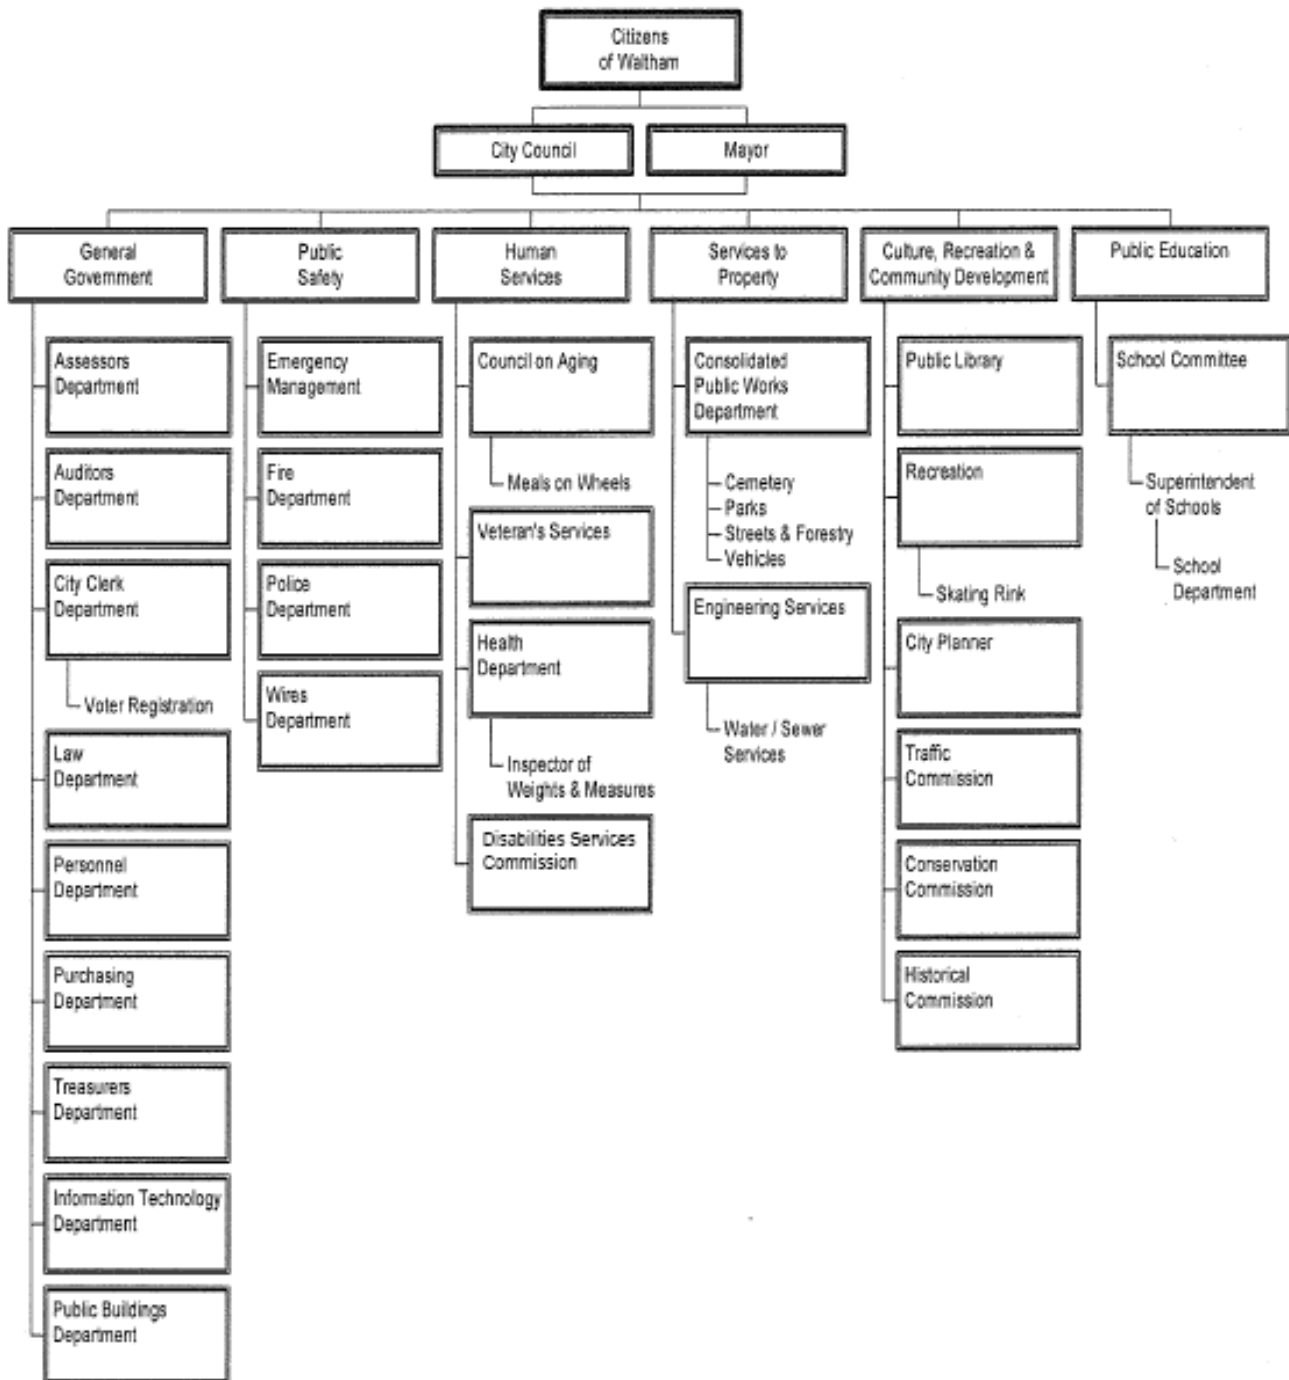 Citizens
of Waltham
City Council
Mayor
General
Government
Public
Safety
Human
Services
Services to
Property
Culture, Recreation &
Community Development
Public Education
Assessors
Department
Auditors
Department
City Clerk
Department
Voter Registration
Law
Department
Personnel
Department
Purchasing
Department
Treasurers
Department
Information Technology
Department
Public Buildings
Department
Emergency
Management
Fire
Department
Police
Department
Wires
Department
Council on Aging
Meals on Wheels
Veteran's Services
Health
Department
Inspector of
Weights & Measures
Disabilities Services
Commission
Consolidated
Public Works
Department
Cemetery
Parks
Streets & Forestry
Vehicles
Engineering Services
Water / Sewer
Services
Public Library
Recreation
Skating Rink
City Planner
Traffic
Commission
Conservation
Commission
Historical
Commission
School Committee
Superintendent
of Schools
School
Department